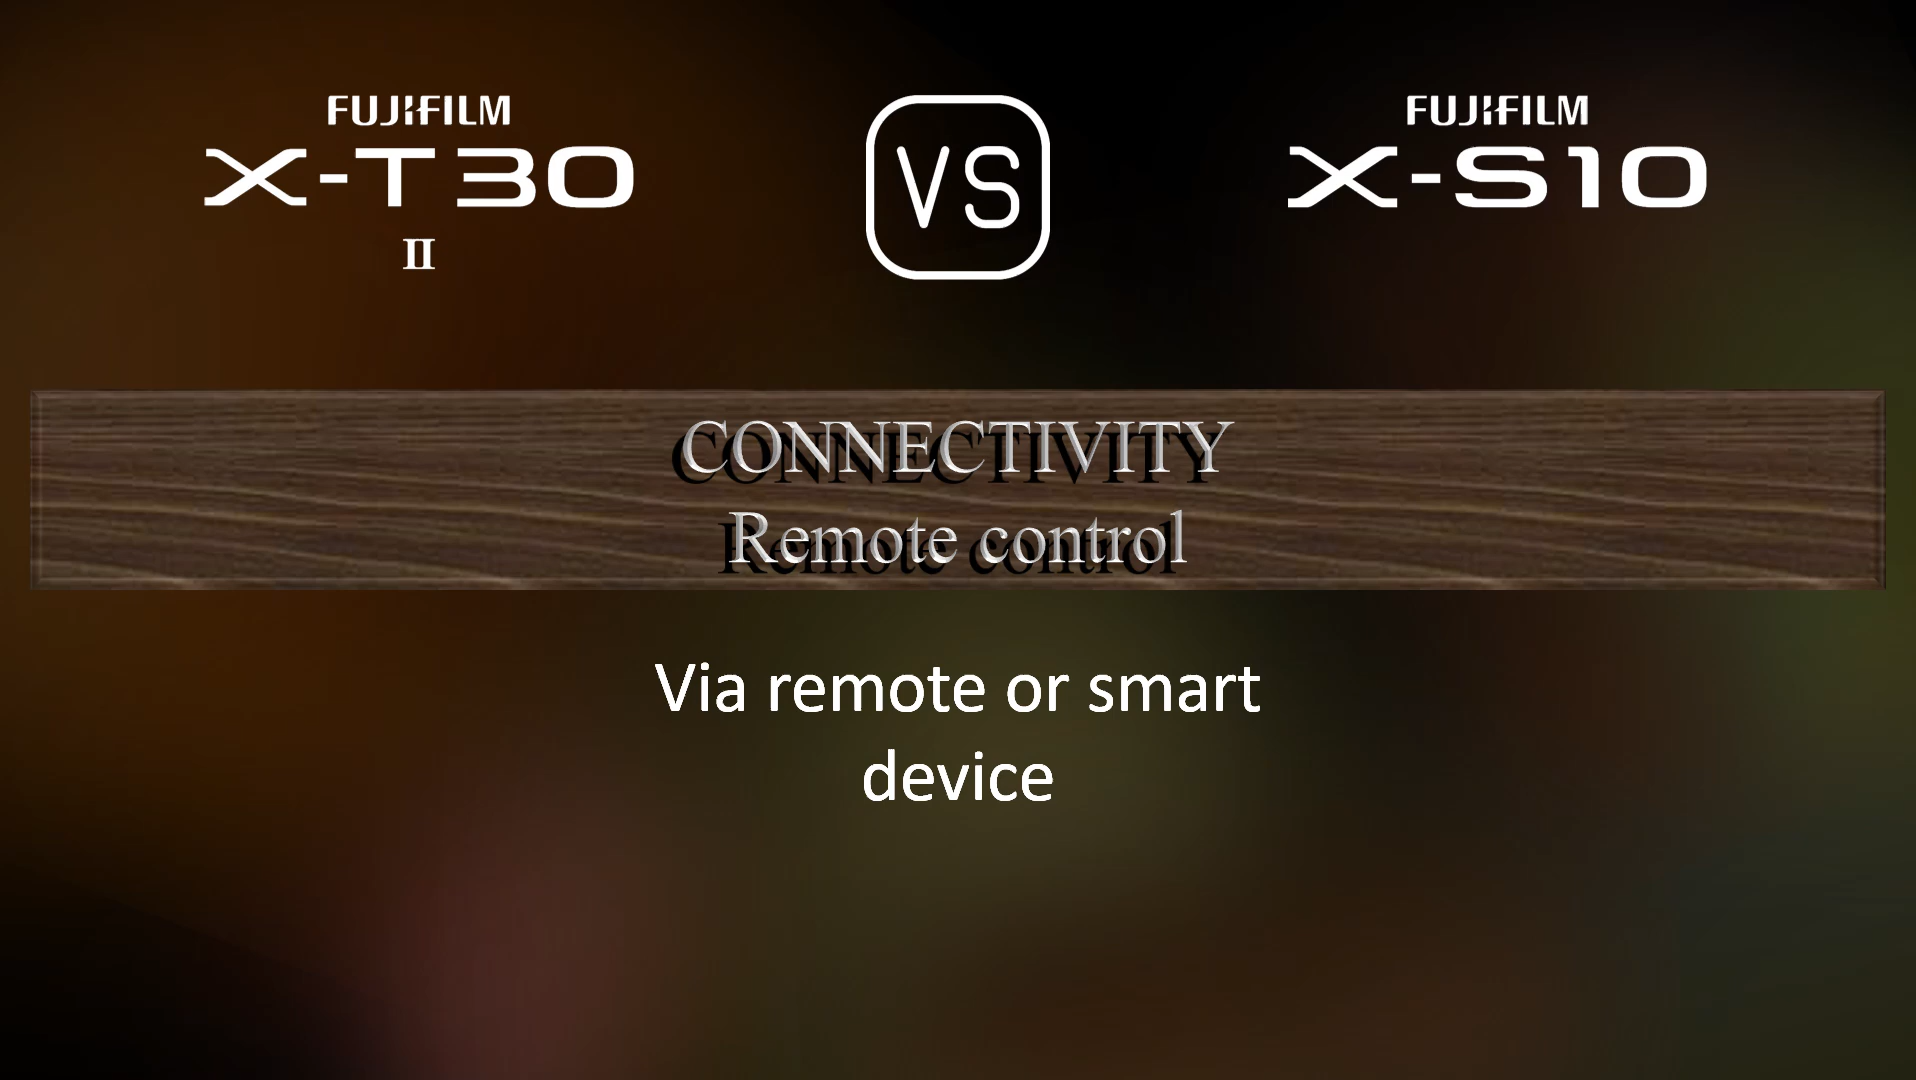 FUJIFILM
X-T30
II
VS
FUJIFILM
X-S10
CONNECTIVITY
Remote control
Via remote or smart
device